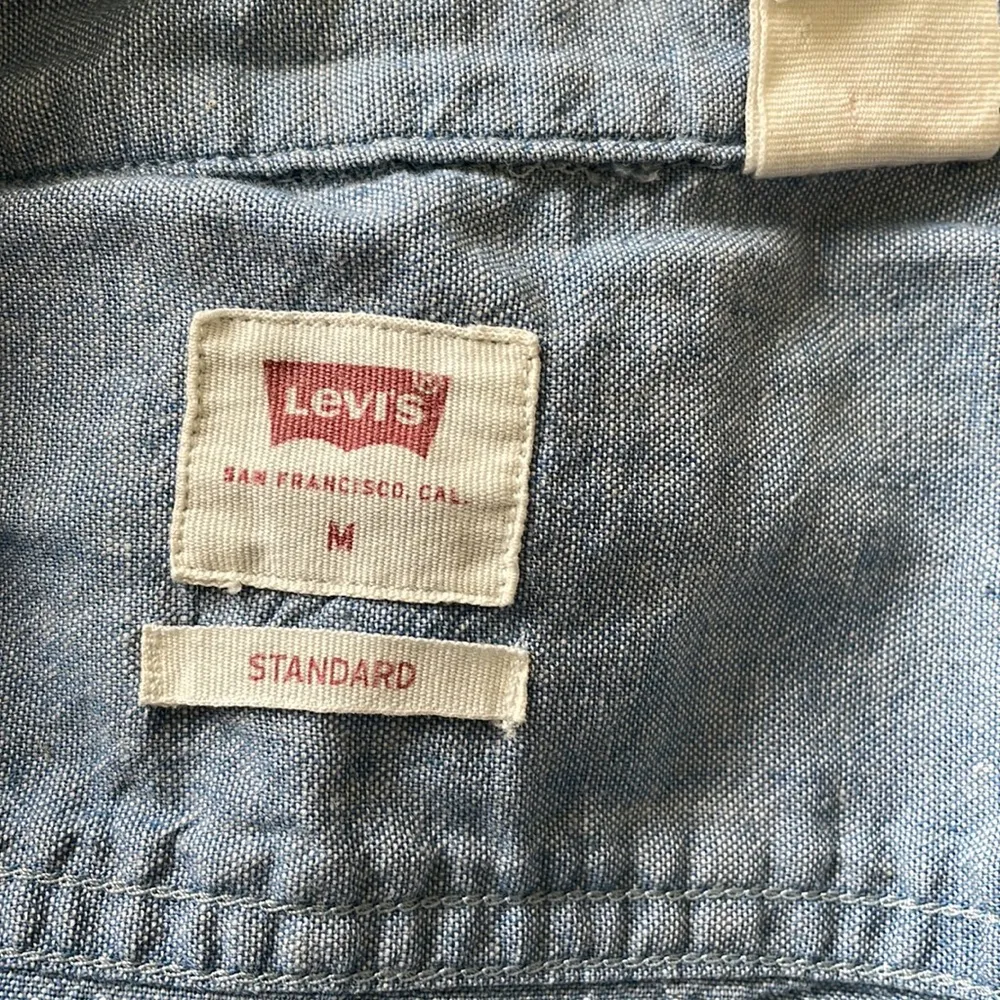 Levi's®
SAN FRANCISCO, CAL.
M
STANDARD